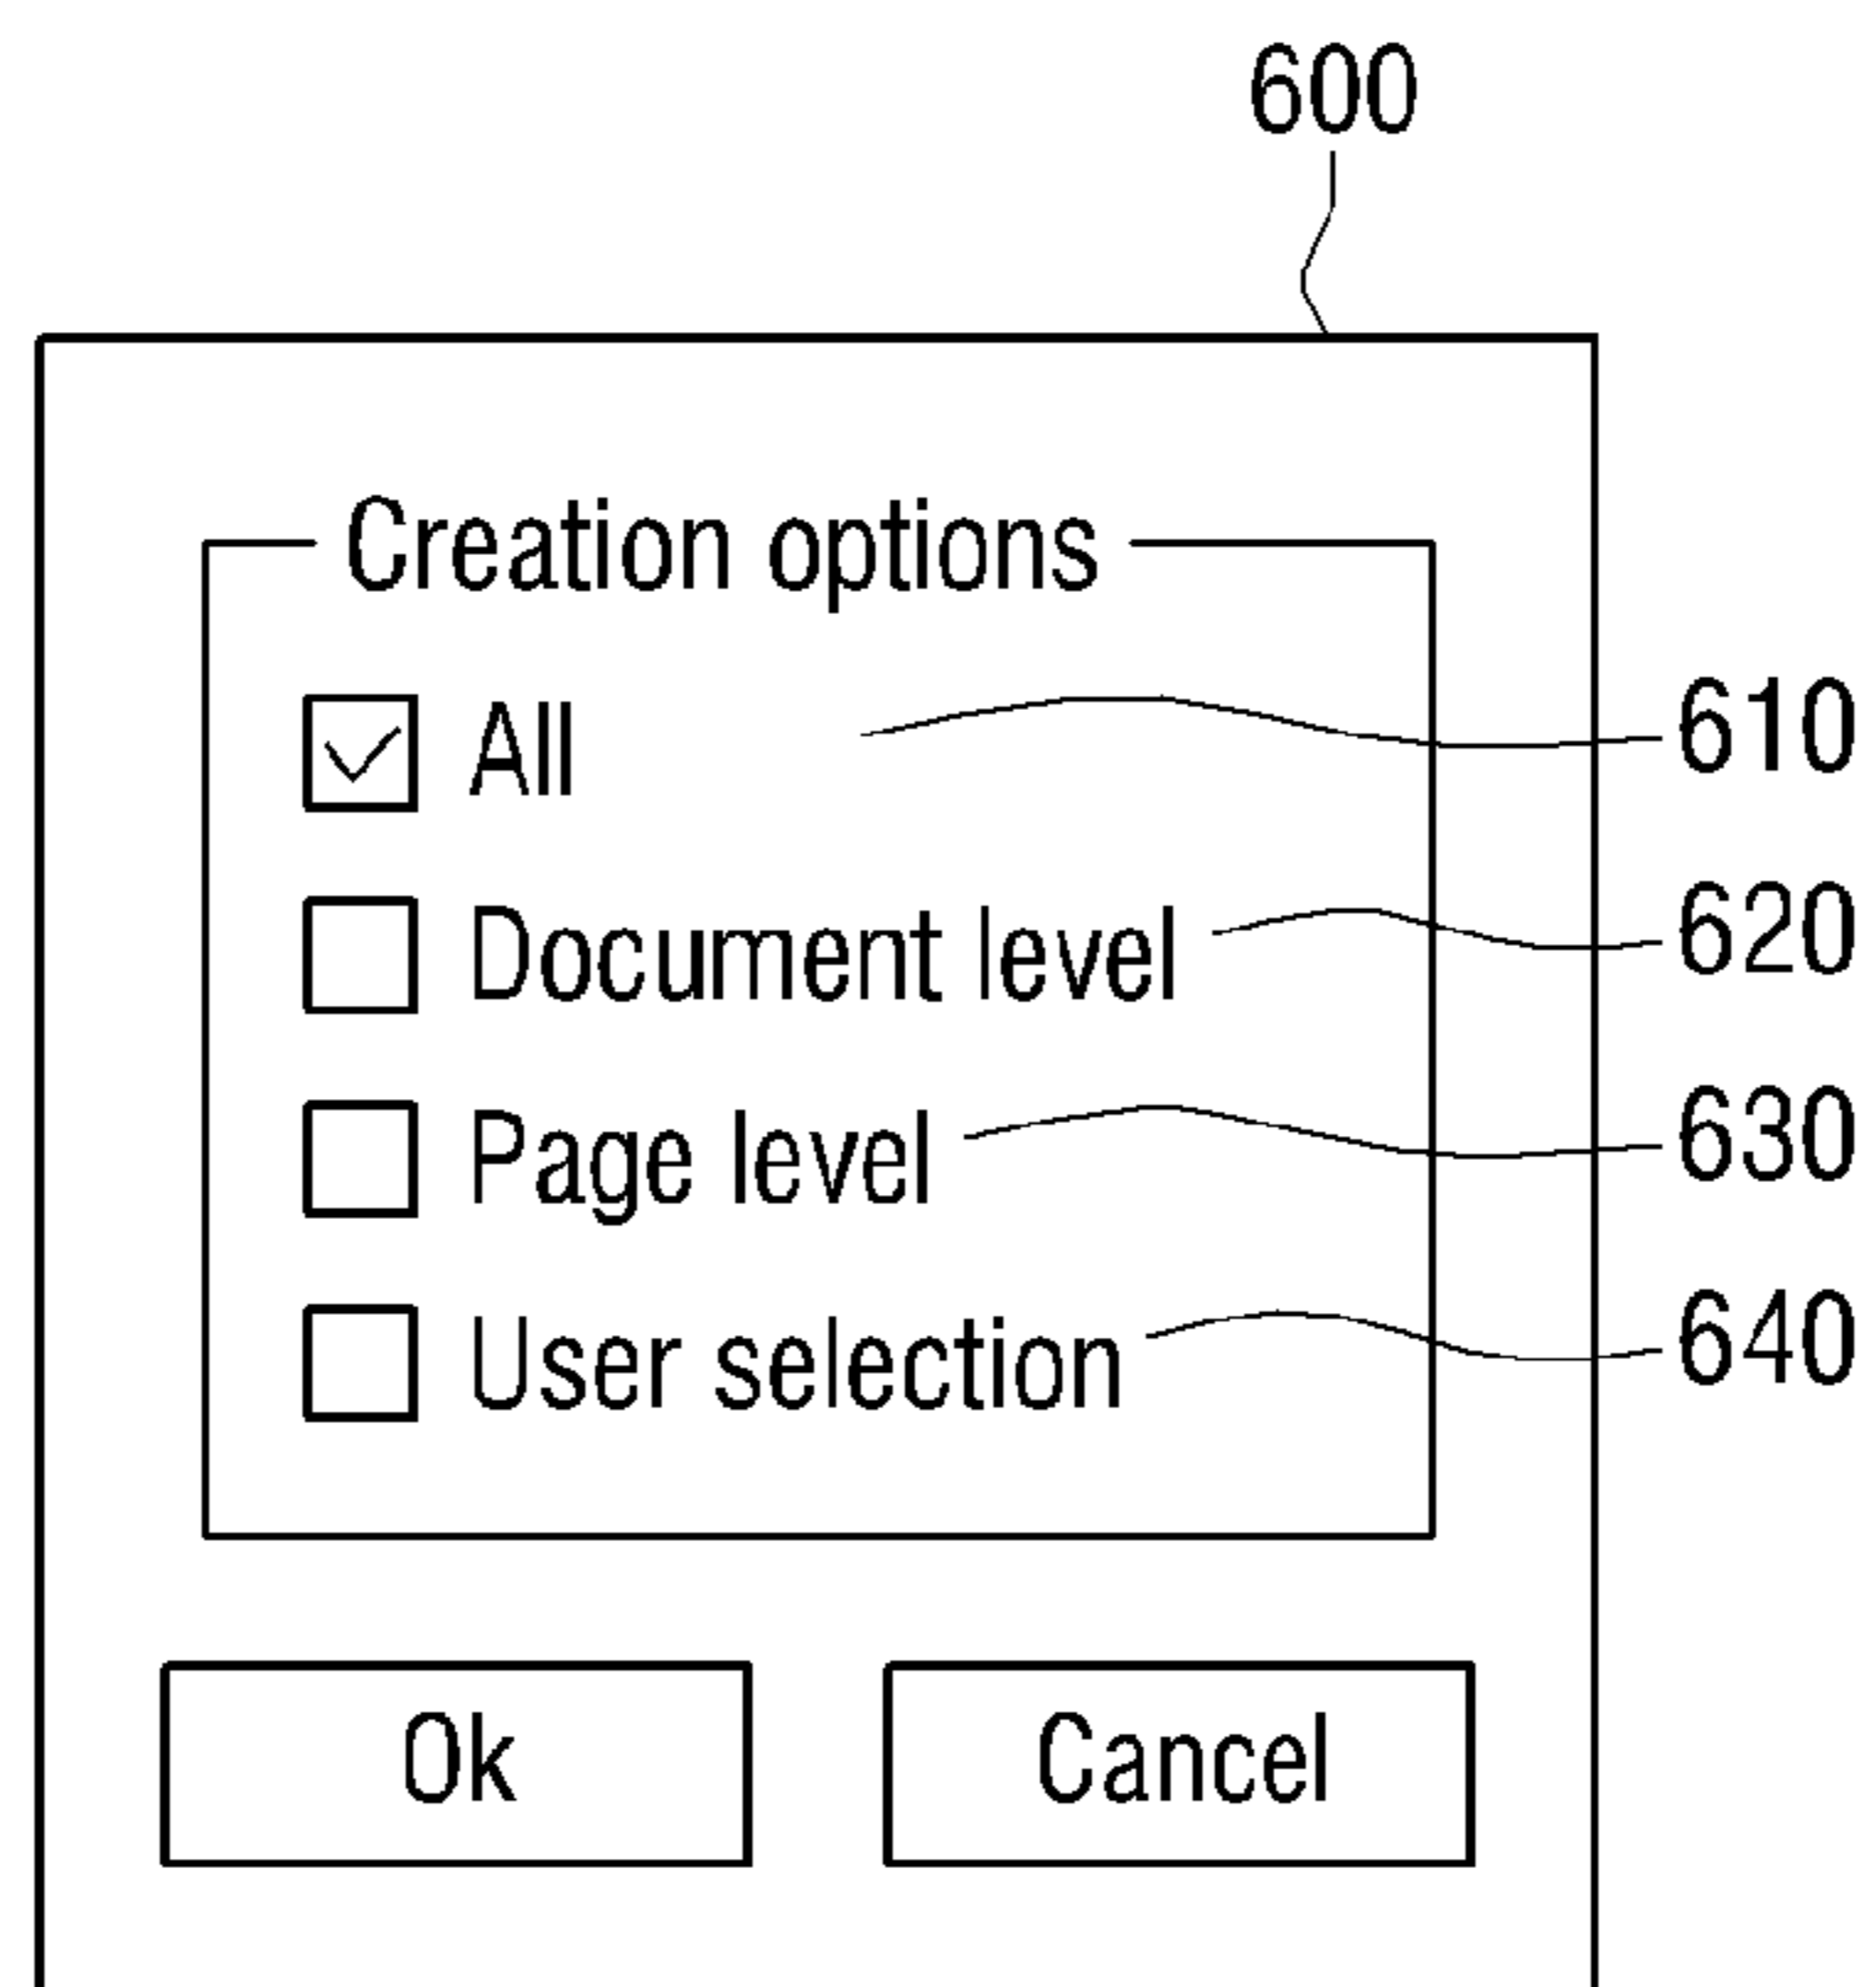 600
Creation options
All 610
Document level 620
Page level 630
User selection 640
Ok Cancel